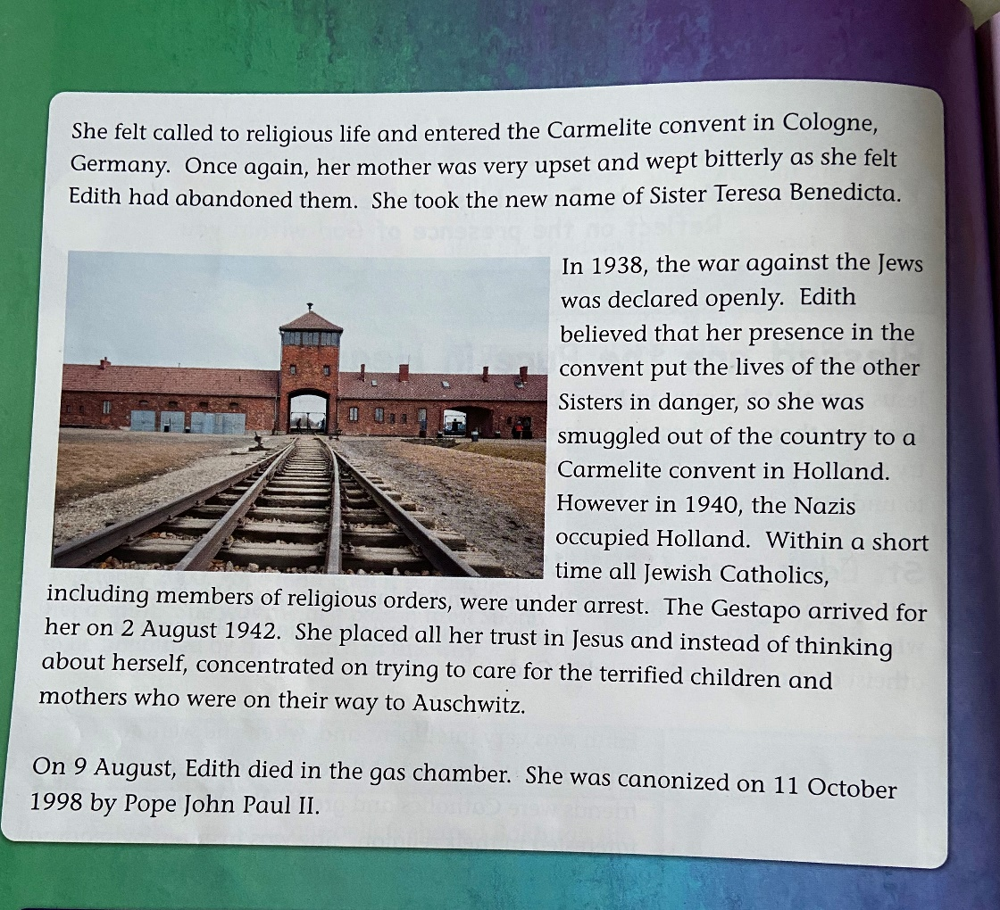 She felt called to religious life and entered the Carmelite convent in Cologne,
Germany. Once again, her mother was very upset and wept bitterly as she felt
Edith had abandoned them. She took the new name of Sister Teresa Benedicta.
In 1938, the war against the Jews
was declared openly. Edith
believed that her presence in the
convent put the lives of the other
Sisters in danger, so she was
smuggled out of the country to a
Carmelite convent in Holland.
However in 1940, the Nazis
occupied Holland. Within a short
time all Jewish Catholics,
including members of religious orders, were under arrest. The Gestapo arrived for
her on 2 August 1942. She placed all her trust in Jesus and instead of thinking
about herself, concentrated on trying to care for the terrified children and
mothers who were on their way to Auschwitz.
On 9 August, Edith died in the gas chamber. She was canonized on 11 October
1998 by Pope John Paul II.